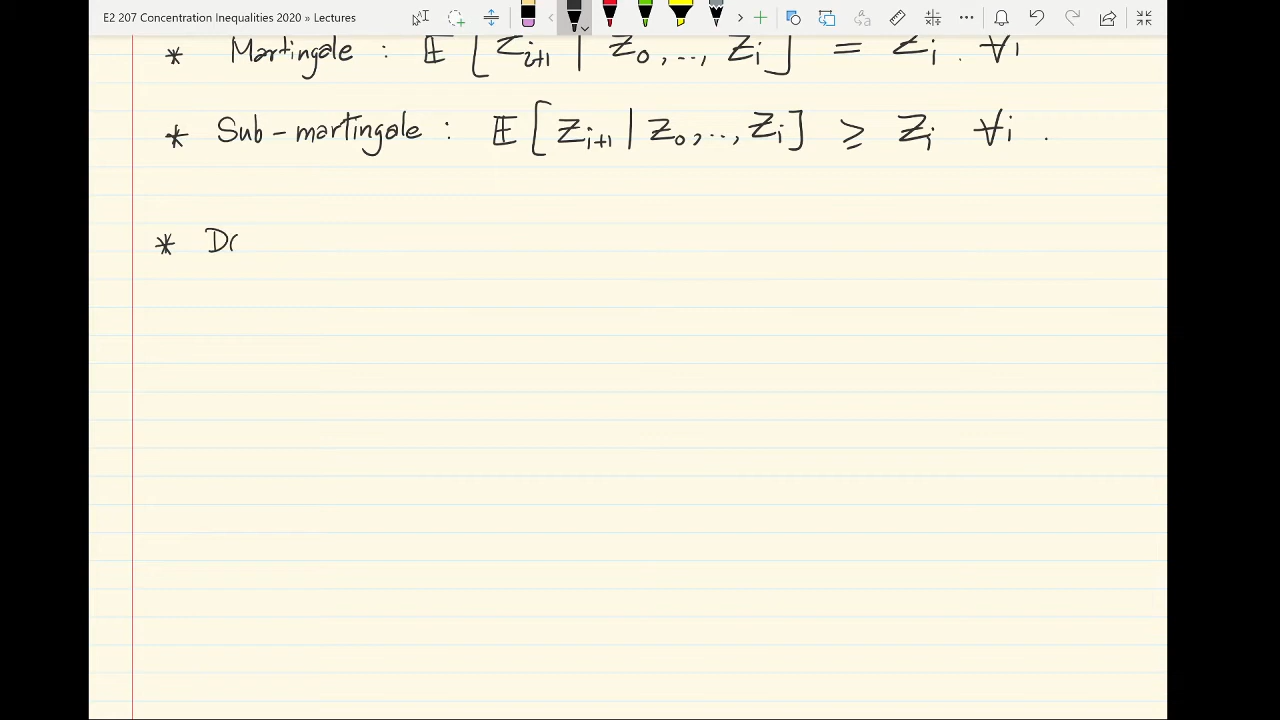 E2 207 Concentration Inequalities 2020 » Lectures
* Martingale : 𝔼 [ Z_{i+1} | Z_0, .., Z_i ] = Z_i . ∀i
* Sub-martingale : 𝔼 [ Z_{i+1} | Z_0, .., Z_i ] ⩾ Z_i ∀i .
* Do